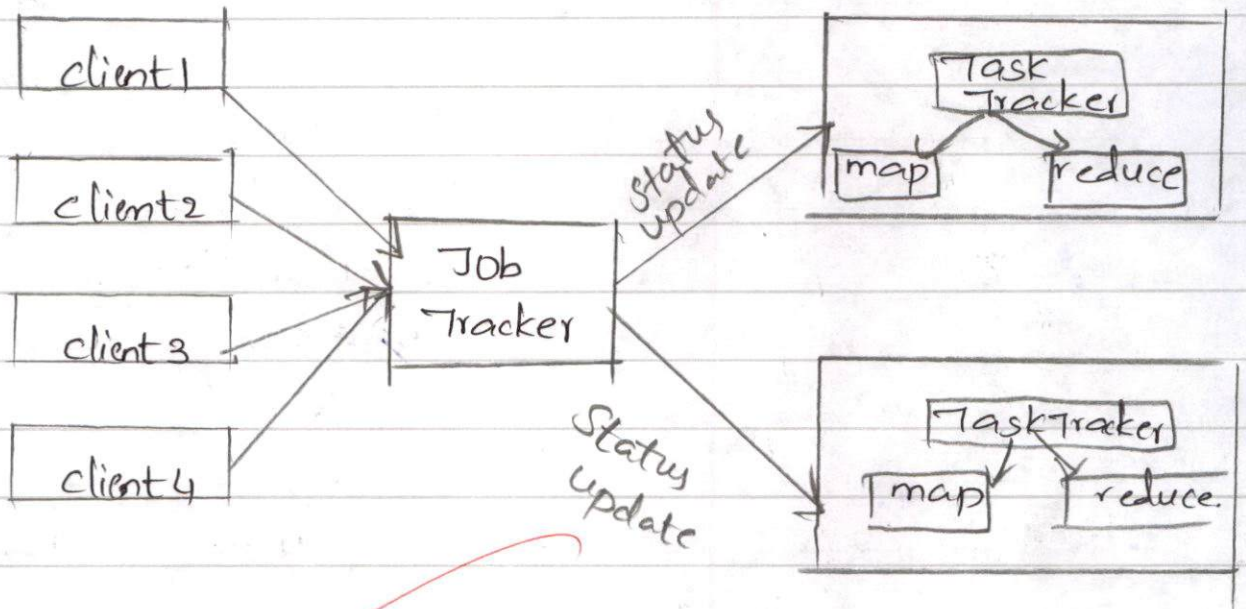 client1
client2
client3
client4
Job
Tracker
Status
update
Status
update
Task
Tracker
map
reduce
TaskTracker
map
reduce.